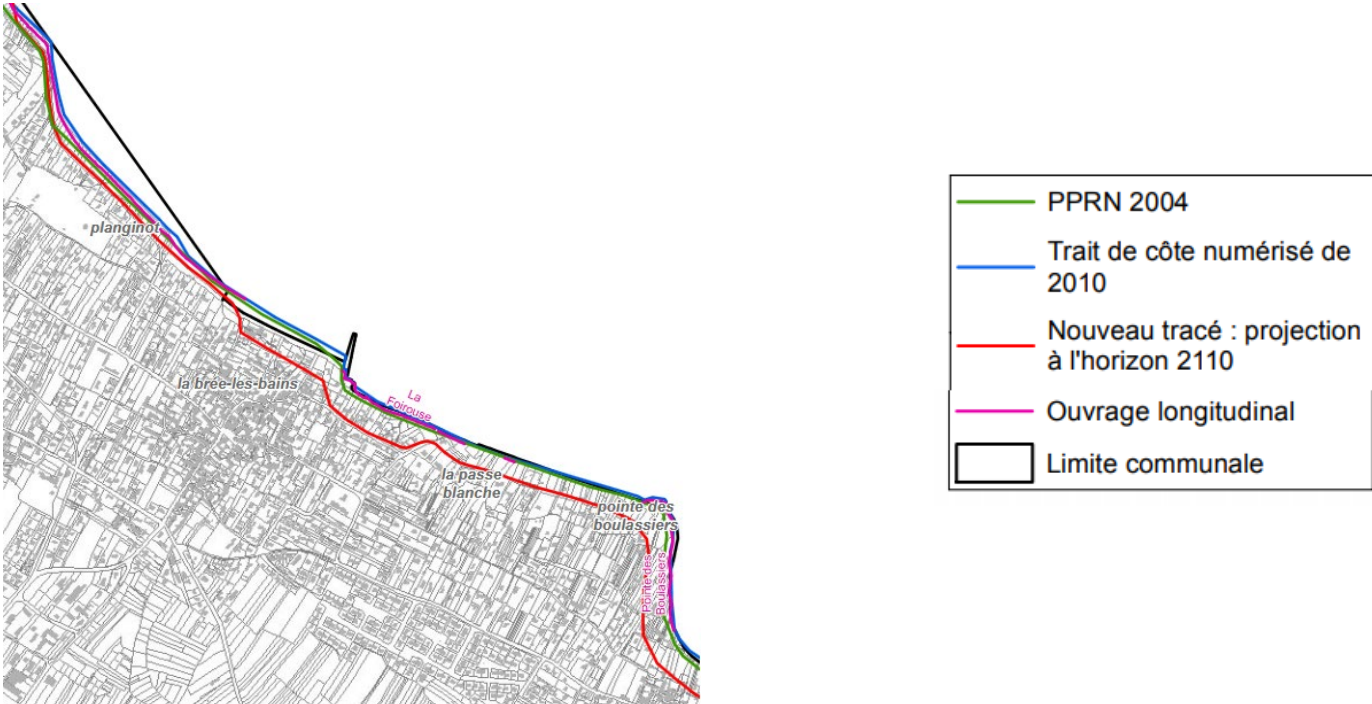 planginot
la brée-les-bains
La
Foirouse
la passe
blanche
pointe des
boulassiers
Pointe des
Boulassiers
PPRN 2004
Trait de côte numérisé de
2010
Nouveau tracé : projection
à l'horizon 2110
Ouvrage longitudinal
Limite communale